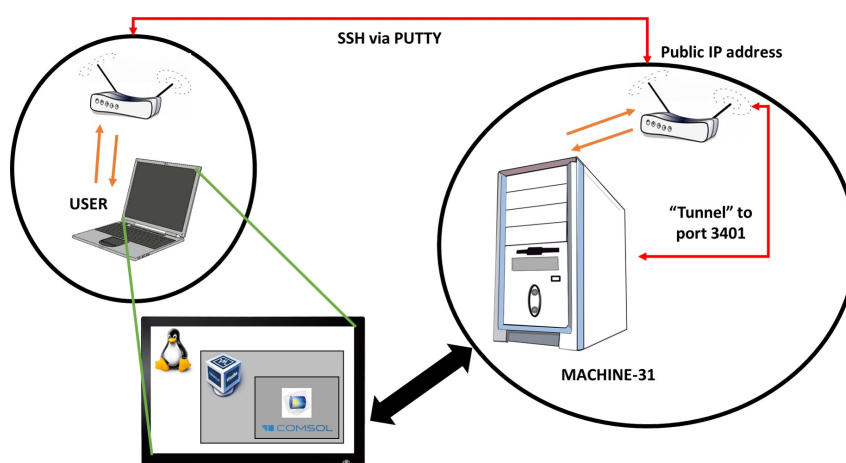 SSH via PUTTY
Public IP address
USER
“Tunnel” to
port 3401
MACHINE-31
COMSOL